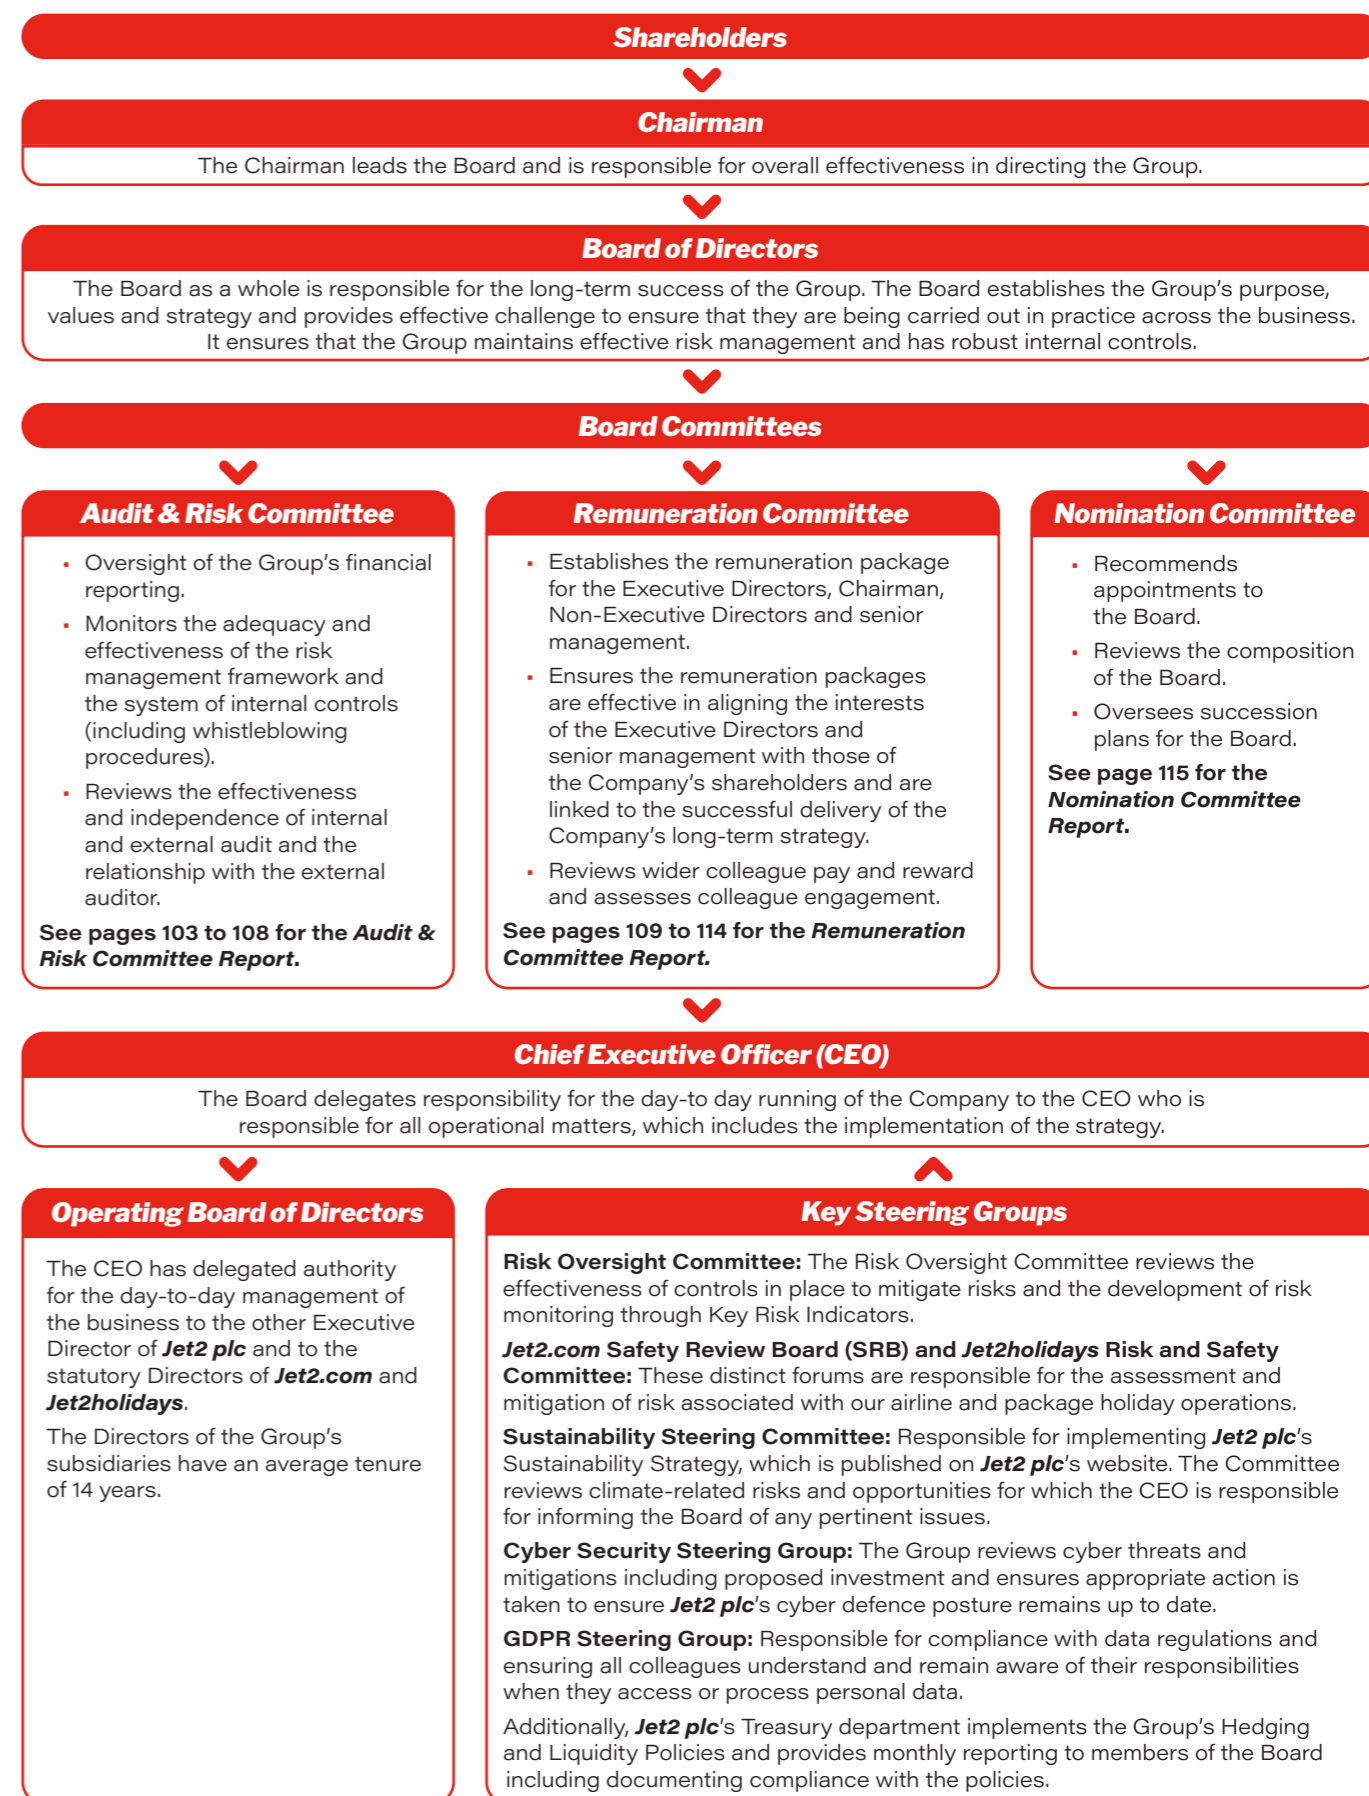 Shareholders
Chairman
The Chairman leads the Board and is responsible for overall effectiveness in directing the Group.
Board of Directors
The Board as a whole is responsible for the long-term success of the Group. The Board establishes the Group's purpose,
values and strategy and provides effective challenge to ensure that they are being carried out in practice across the business.
It ensures that the Group maintains effective risk management and has robust internal controls.
Board Committees
Audit & Risk Committee
▪ Oversight of the Group's financial
reporting.
▪ Monitors the adequacy and
effectiveness of the risk
management framework and
the system of internal controls
(including whistleblowing
procedures).
▪ Reviews the effectiveness
and independence of internal
and external audit and the
relationship with the external
auditor.
See pages 103 to 108 for the Audit &
Risk Committee Report.
Remuneration Committee
▪ Establishes the remuneration package
for the Executive Directors, Chairman,
Non-Executive Directors and senior
management.
▪ Ensures the remuneration packages
are effective in aligning the interests
of the Executive Directors and
senior management with those of
the Company's shareholders and are
linked to the successful delivery of the
Company's long-term strategy.
▪ Reviews wider colleague pay and reward
and assesses colleague engagement.
See pages 109 to 114 for the Remuneration
Committee Report.
Nomination Committee
▪ Recommends
appointments to
the Board.
▪ Reviews the composition
of the Board.
▪ Oversees succession
plans for the Board.
See page 115 for the
Nomination Committee
Report.
Chief Executive Officer (CEO)
The Board delegates responsibility for the day-to day running of the Company to the CEO who is
responsible for all operational matters, which includes the implementation of the strategy.
Operating Board of Directors
The CEO has delegated authority
for the day-to-day management of
the business to the other Executive
Director of Jet2 plc and to the
statutory Directors of Jet2.com and
Jet2holidays.
The Directors of the Group's
subsidiaries have an average tenure
of 14 years.
Key Steering Groups
Risk Oversight Committee: The Risk Oversight Committee reviews the
effectiveness of controls in place to mitigate risks and the development of risk
monitoring through Key Risk Indicators.
Jet2.com Safety Review Board (SRB) and Jet2holidays Risk and Safety
Committee: These distinct forums are responsible for the assessment and
mitigation of risk associated with our airline and package holiday operations.
Sustainability Steering Committee: Responsible for implementing Jet2 plc's
Sustainability Strategy, which is published on Jet2 plc's website. The Committee
reviews climate-related risks and opportunities for which the CEO is responsible
for informing the Board of any pertinent issues.
Cyber Security Steering Group: The Group reviews cyber threats and
mitigations including proposed investment and ensures appropriate action is
taken to ensure Jet2 plc's cyber defence posture remains up to date.
GDPR Steering Group: Responsible for compliance with data regulations and
ensuring all colleagues understand and remain aware of their responsibilities
when they access or process personal data.
Additionally, Jet2 plc's Treasury department implements the Group's Hedging
and Liquidity Policies and provides monthly reporting to members of the Board
including documenting compliance with the policies.